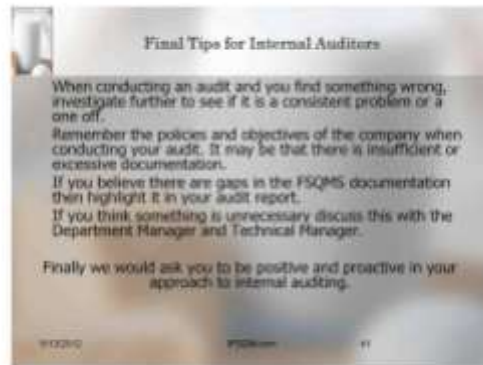 Final Tips for Internal Auditors
When conducting an audit and you find something wrong,
investigate further to see if it is a consistent problem or a
one off.
Remember the policies and objectives of the company when
conducting your audit. It may be that there is insufficient or
excessive documentation.
If you believe there are gaps in the FSQMS documentation
then highlight it in your audit report.
If you think something is unnecessary discuss this with the
Department Manager and Technical Manager.
Finally we would ask you to be positive and proactive in your
approach to internal auditing.